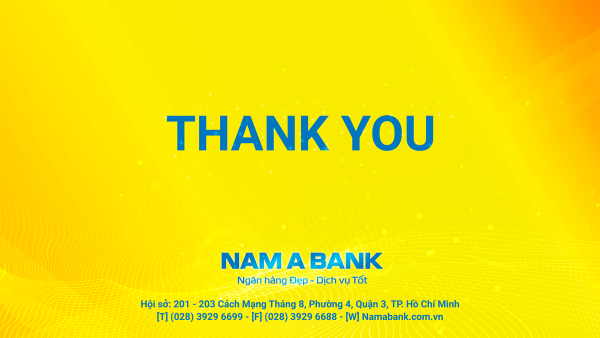 THANK YOU
NAM A BANK
Ngân hàng Đẹp - Dịch vụ Tốt
Hội sở: 201 - 203 Cách Mạng Tháng 8, Phường 4, Quận 3, TP. Hồ Chí Minh
[T] (028) 3929 6699 - [F] (028) 3929 6688 - [W] Namabank.com.vn